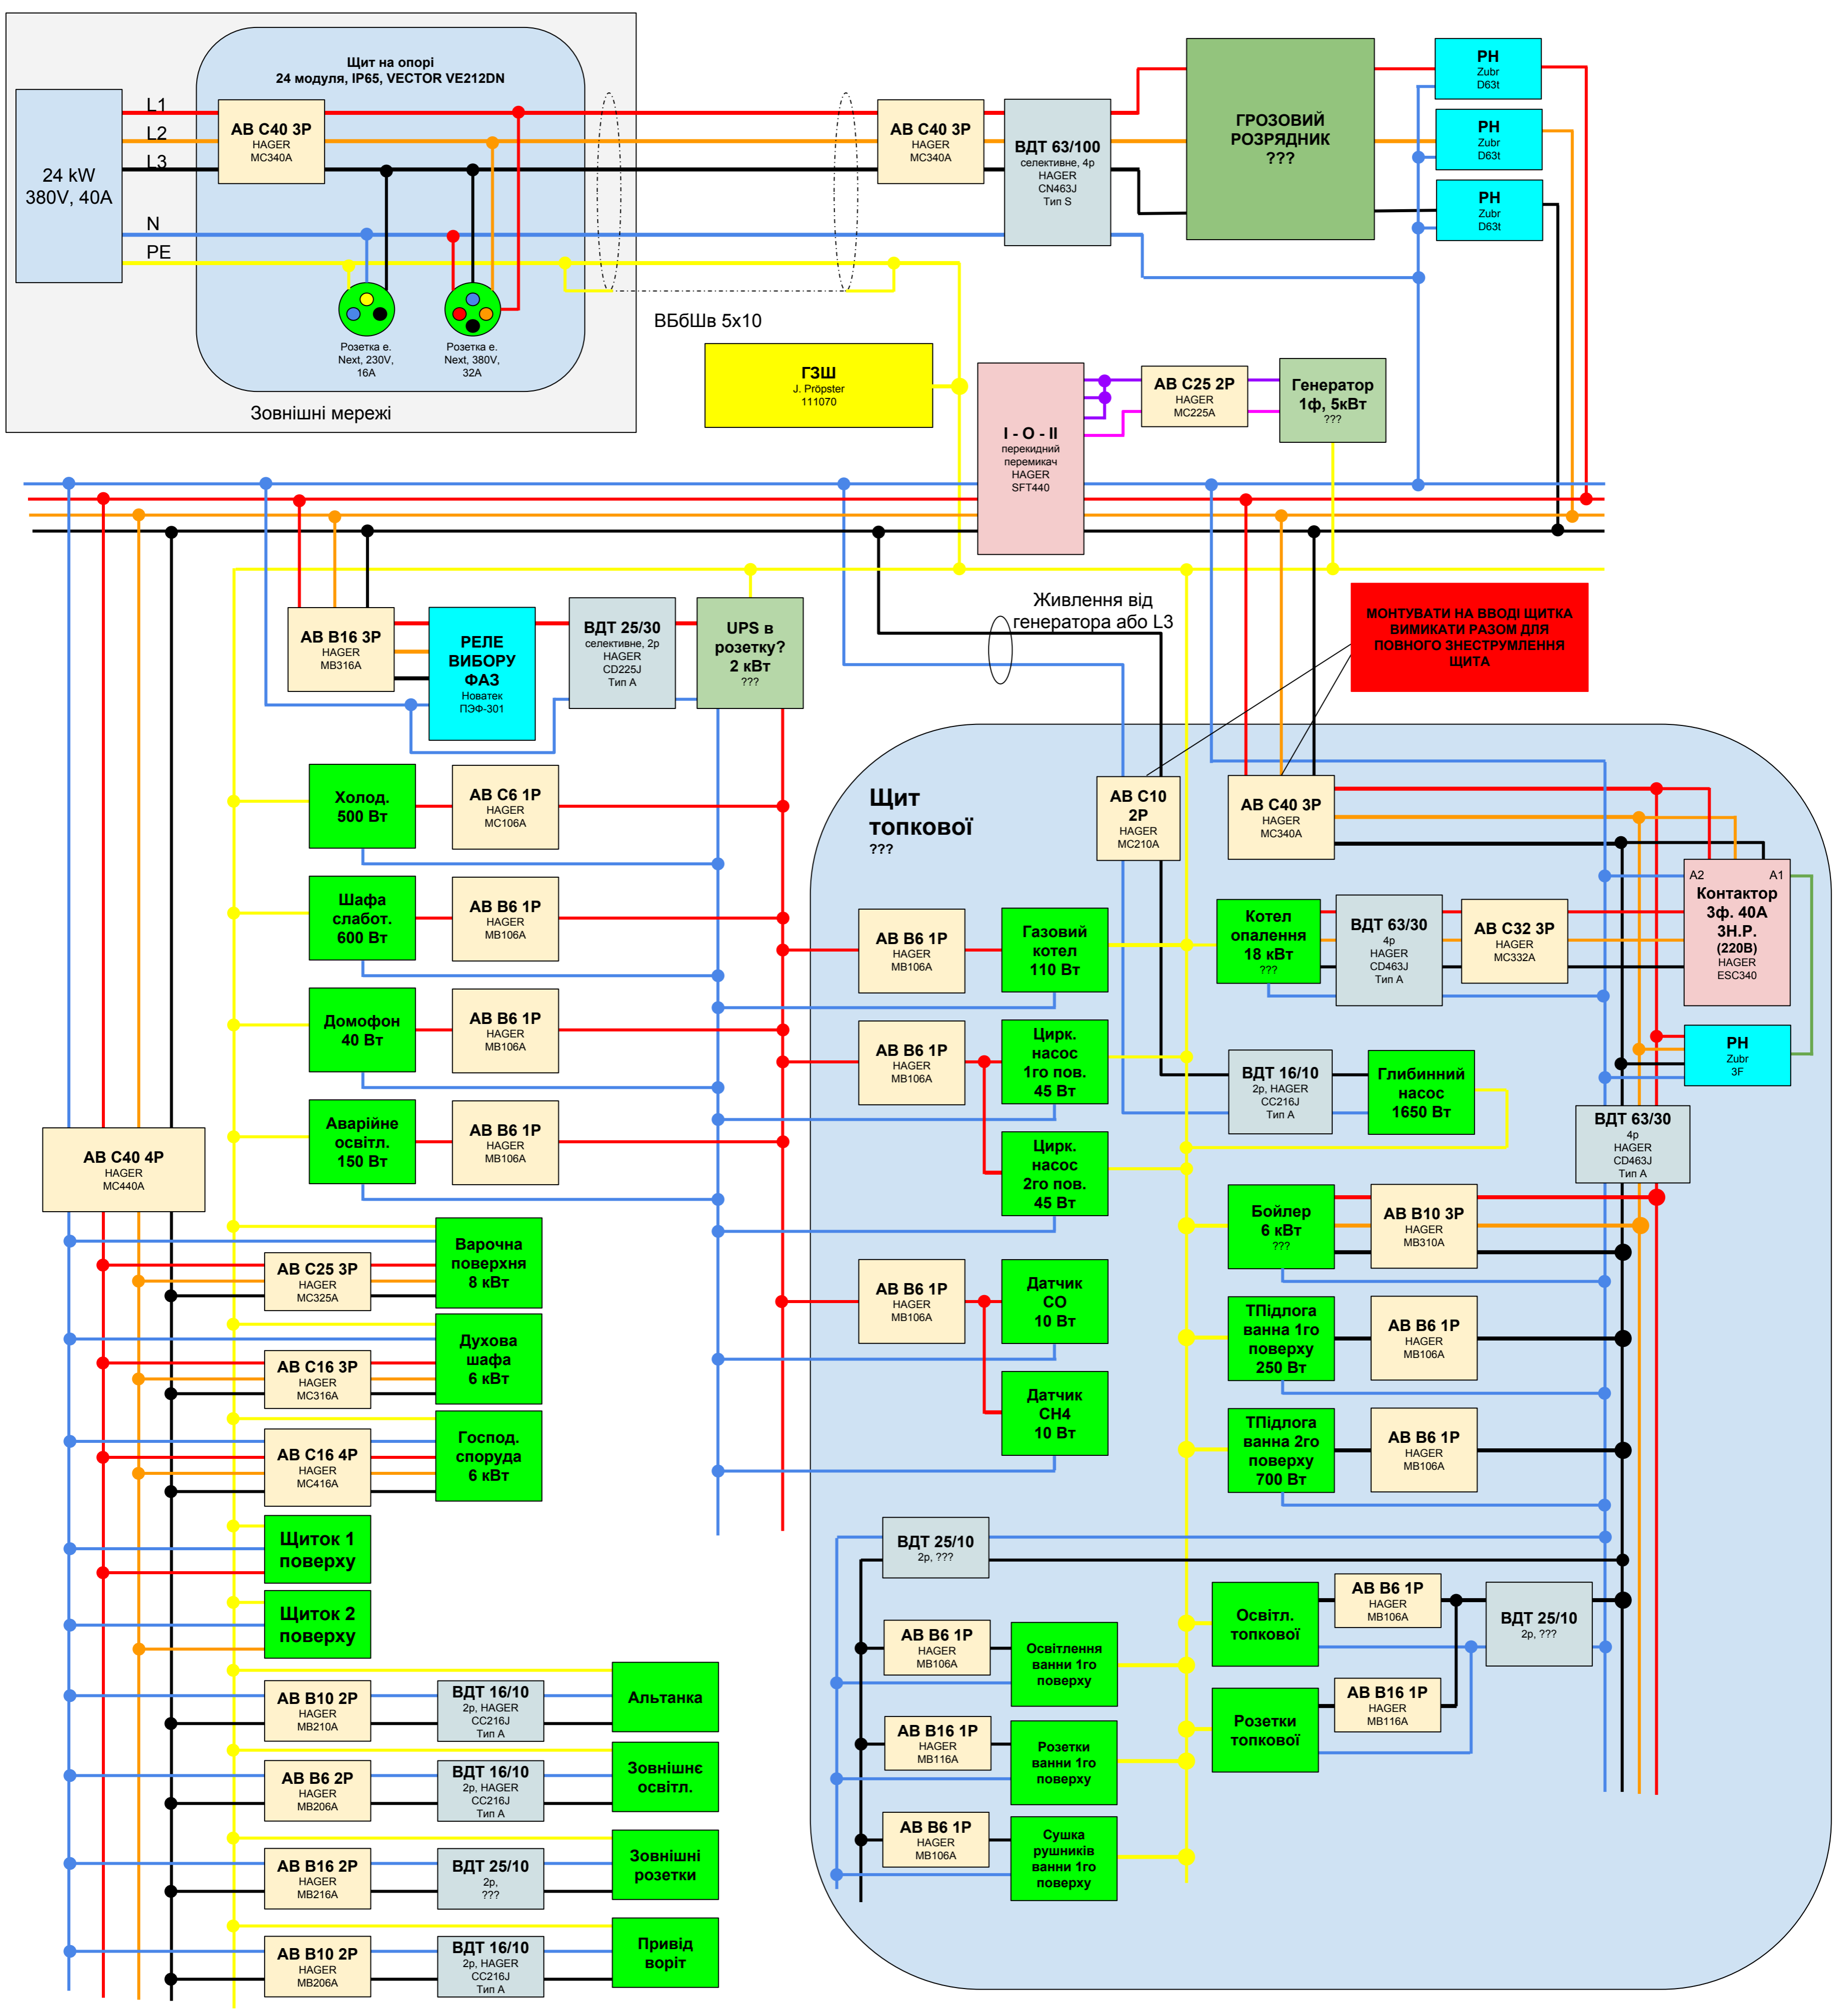 Щит на опорі
24 модуля, IP65, VECTOR VE212DN
24 kW
380V, 40A
L1
L2
L3
N
PE
АВ С40 3Р
HAGER
MC340A
Розетка е.
Next, 230V,
16А
Розетка е.
Next, 380V,
32А
Зовнішні мережі
ВБбШв 5х10
АВ С40 3Р
HAGER
MC340A
ВДТ 63/100
селективне, 4р
HAGER
CN463J
Тип S
ГРОЗОВИЙ
РОЗРЯДНИК
???
РН
Zubr
D63t
РН
Zubr
D63t
РН
Zubr
D63t
ГЗШ
J. Pröpster
111070
I - O - II
перекидний
перемикач
HAGER
SFT440
АВ С25 2Р
HAGER
MC225A
Генератор
1ф, 5кВт
???
АВ В16 3Р
HAGER
MB316A
РЕЛЕ
ВИБОРУ
ФАЗ
Новатек
ПЭФ-301
ВДТ 25/30
селективне, 2р
HAGER
CD225J
Тип А
UPS в
розетку?
2 кВт
???
Живлення від
генератора або L3
МОНТУВАТИ НА ВВОДІ ЩИТКА
ВИМИКАТИ РАЗОМ ДЛЯ
ПОВНОГО ЗНЕСТРУМЛЕННЯ
ЩИТА
Холод.
500 Вт
АВ С6 1Р
HAGER
MC106A
Шафа
слабот.
600 Вт
АВ В6 1Р
HAGER
MB106A
Домофон
40 Вт
АВ В6 1Р
HAGER
MB106A
Аварійне
освітл.
150 Вт
АВ В6 1Р
HAGER
MB106A
АВ С40 4Р
HAGER
MC440A
АВ С25 3Р
HAGER
MC325A
Варочна
поверхня
8 кВт
АВ С16 3Р
HAGER
MC316A
Духова
шафа
6 кВт
АВ С16 4Р
HAGER
MC416A
Господ.
споруда
6 кВт
Щиток 1
поверху
Щиток 2
поверху
АВ В10 2Р
HAGER
MB210A
ВДТ 16/10
2р, HAGER
CC216J
Тип А
Альтанка
АВ В6 2Р
HAGER
MB206A
ВДТ 16/10
2р, HAGER
CC216J
Тип А
Зовнішнє
освітл.
АВ В16 2Р
HAGER
MB216A
ВДТ 25/10
2р,
???
Зовнішні
розетки
АВ В10 2Р
HAGER
MB206A
ВДТ 16/10
2р, HAGER
CC216J
Тип А
Привід
воріт
Щит
топкової
???
АВ С10
2Р
HAGER
MC210A
АВ С40 3Р
HAGER
MC340A
АВ В6 1Р
HAGER
MB106A
Газовий
котел
110 Вт
Котел
опалення
18 кВт
???
ВДТ 63/30
4р
HAGER
CD463J
Тип А
АВ С32 3Р
HAGER
MC332A
А2
А1
Контактор
3ф. 40А
3Н.Р.
(220В)
HAGER
ESC340
АВ В6 1Р
HAGER
MB106A
Цирк.
насос
1го пов.
45 Вт
ВДТ 16/10
2р, HAGER
CC216J
Тип А
Глибинний
насос
1650 Вт
РН
Zubr
3F
Цирк.
насос
2го пов.
45 Вт
ВДТ 63/30
4р
HAGER
CD463J
Тип А
Бойлер
6 кВт
???
АВ В10 3Р
HAGER
MB310A
АВ В6 1Р
HAGER
MB106A
Датчик
СО
10 Вт
ТПідлога
ванна 1го
поверху
250 Вт
АВ В6 1Р
HAGER
MB106A
Датчик
СН4
10 Вт
ТПідлога
ванна 2го
поверху
700 Вт
АВ В6 1Р
HAGER
MB106A
ВДТ 25/10
2р, ???
АВ В6 1Р
HAGER
MB106A
Освітлення
ванни 1го
поверху
Освітл.
топкової
АВ В6 1Р
HAGER
MB106A
ВДТ 25/10
2р, ???
АВ В16 1Р
HAGER
MB116A
Розетки
ванни 1го
поверху
Розетки
топкової
АВ В16 1Р
HAGER
MB116A
АВ В6 1Р
HAGER
MB106A
Сушка
рушників
ванни 1го
поверху